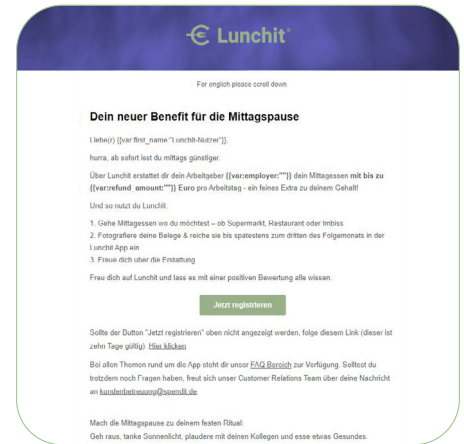 Lunchit
For english please scroll down
Dein neuer Benefit für die Mittagspause
Liebe(r) {{var:first_name:"Lunchit-Nutzer"}},
hurra, ab sofort isst du mittags günstiger.
Über Lunchit erstattet dir dein Arbeitgeber {{var:employer:""}} dein Mittagessen mit bis zu
{{var:refund_amount:""}} Euro pro Arbeitstag - ein feines Extra zu deinem Gehalt!
Und so nutzt du Lunchit:
1. Gehe Mittagessen wo du möchtest – ob Supermarkt, Restaurant oder Imbiss
2. Fotografiere deine Belege & reiche sie bis spätestens zum dritten des Folgemonats in der
Lunchit App ein
3. Freue dich über die Erstattung
Freu dich auf Lunchit und lass es mit einer positiven Bewertung alle wissen.
Jetzt registrieren
Sollte der Button "Jetzt registrieren" oben nicht angezeigt werden, folge diesem Link (dieser ist
zehn Tage gültig): Hier klicken
Bei allen Themen rund um die App steht dir unser FAQ Bereich zur Verfügung. Solltest du
trotzdem noch Fragen haben, freut sich unser Customer Relations Team über deine Nachricht
an kundenbetreuung@spendit.de.
Mach die Mittagspause zu deinem festen Ritual:
Geh raus, tanke Sonnenlicht, plaudere mit deinen Kollegen und esse etwas Gesundes.